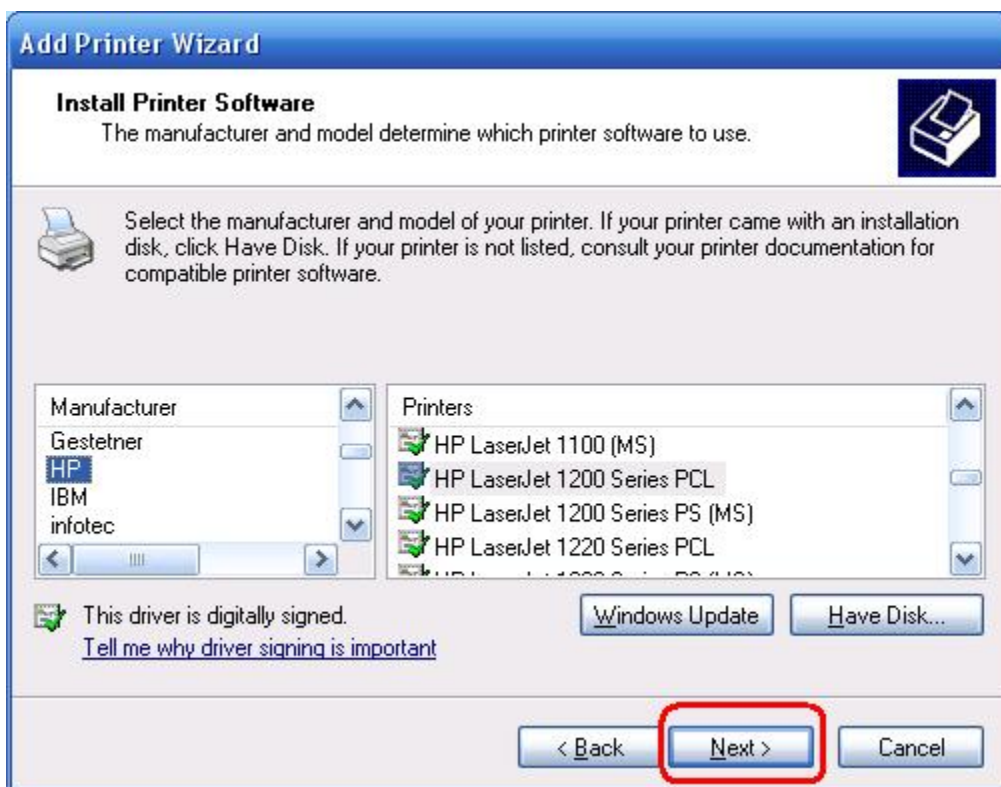 Add Printer Wizard
Install Printer Software
The manufacturer and model determine which printer software to use.
Select the manufacturer and model of your printer. If your printer came with an installation
disk, click Have Disk. If your printer is not listed, consult your printer documentation for
compatible printer software.
Manufacturer
Gestetner
HP
IBM
infotec
Printers
HP LaserJet 1100 (MS)
HP LaserJet 1200 Series PCL
HP LaserJet 1200 Series PS (MS)
HP LaserJet 1220 Series PCL
This driver is digitally signed.
Tell me why driver signing is important
Windows Update
Have Disk...
< Back
Next >
Cancel